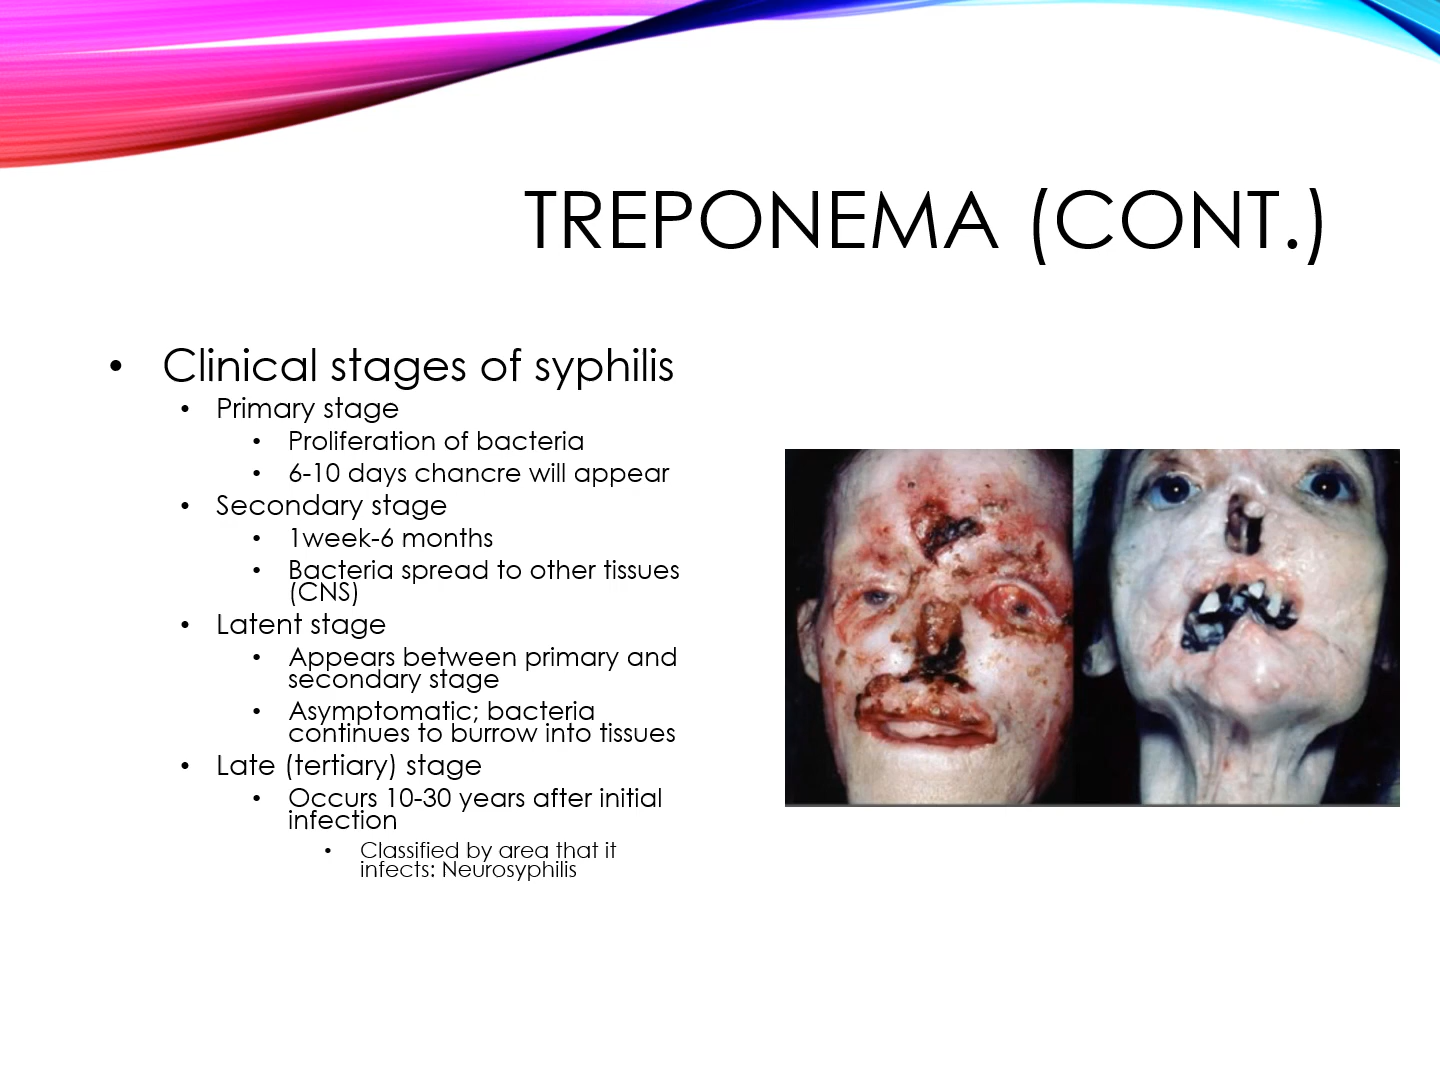 TREPONEMA (CONT.)
• Clinical stages of syphilis
• Primary stage
• Proliferation of bacteria
• 6-10 days chancre will appear
• Secondary stage
• 1week-6 months
• Bacteria spread to other tissues
(CNS)
• Latent stage
• Appears between primary and
secondary stage
• Asymptomatic; bacteria
continues to burrow into tissues
• Late (tertiary) stage
• Occurs 10-30 years after initial
infection
• Classified by area that it
infects: Neurosyphilis